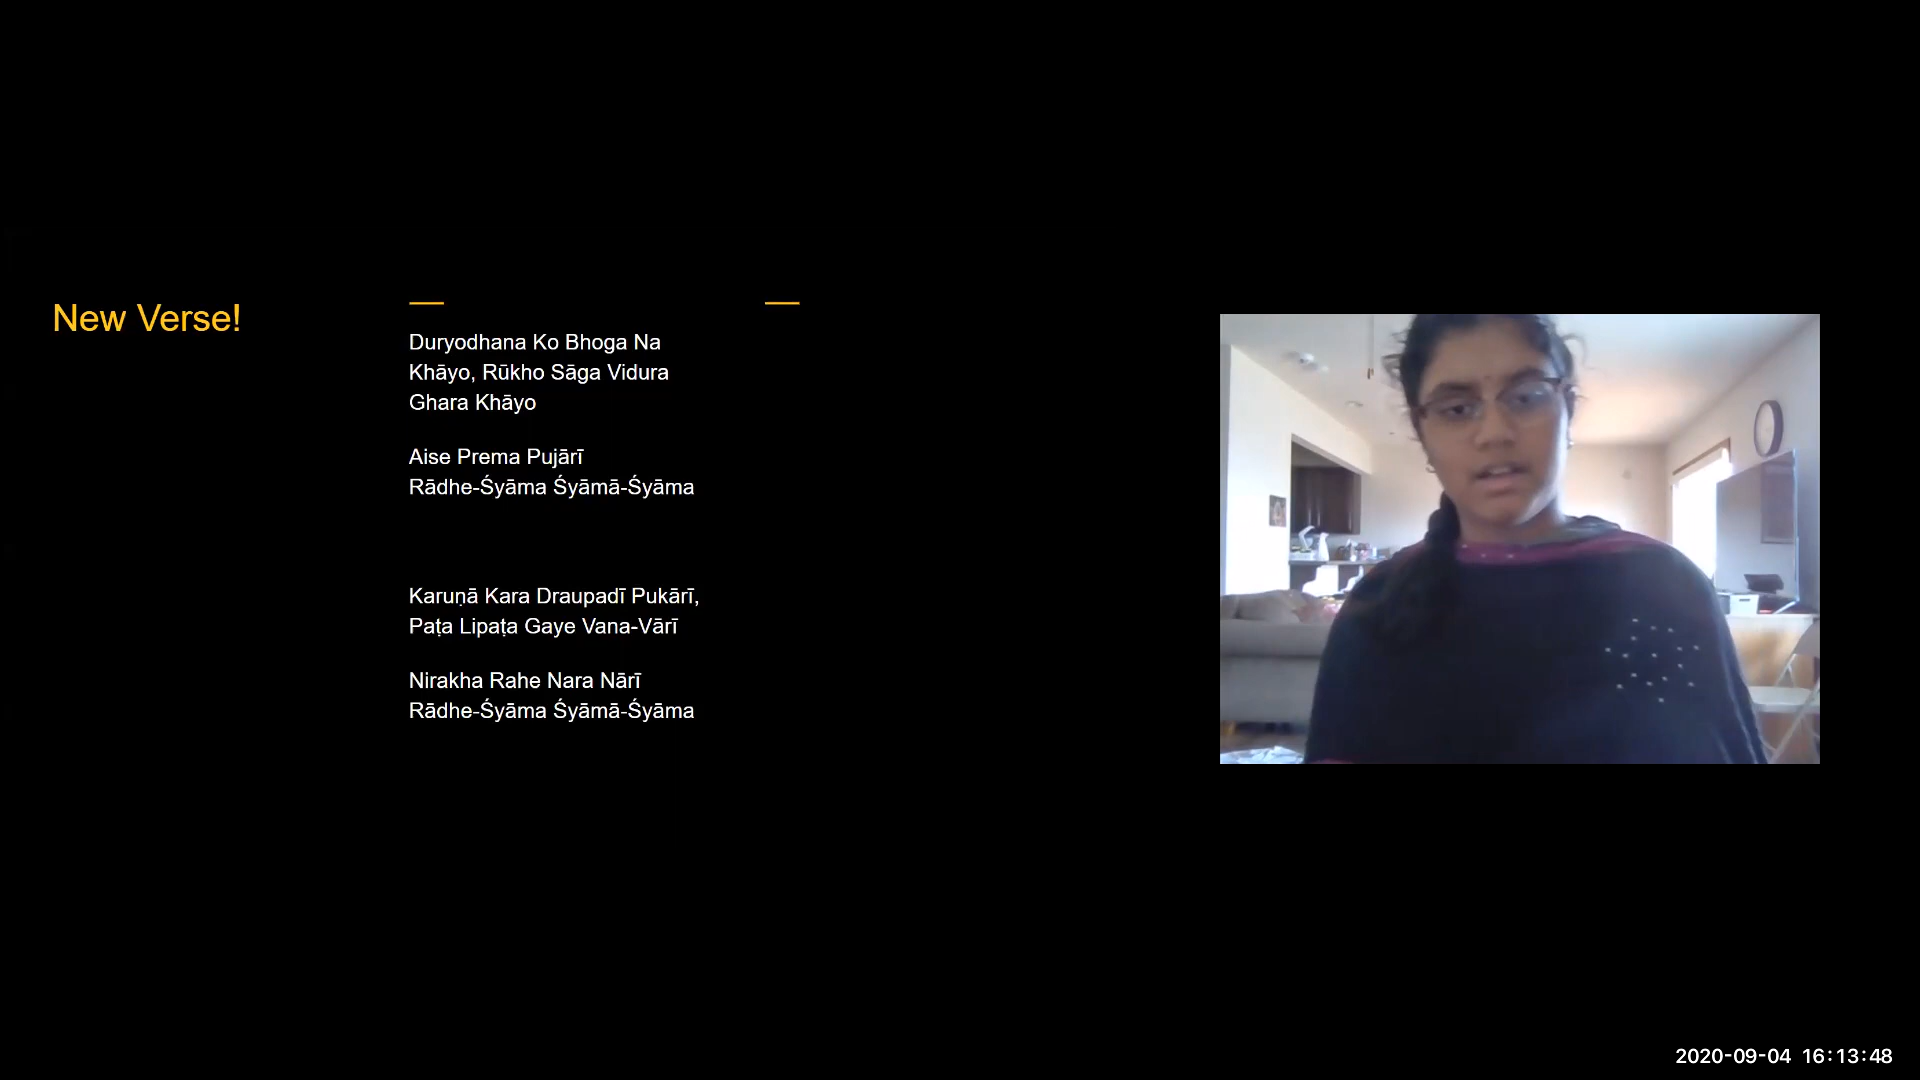 New Verse!
Duryodhana Ko Bhoga Na
Khāyo, Rūkho Sāga Vidura
Ghara Khāyo
Aise Prema Pujārī
Rādhe-Śyāma Śyāmā-Śyāma
Karuṇā Kara Draupadī Pukārī,
Paṭa Lipaṭa Gaye Vana-Vārī
Nirakha Rahe Nara Nārī
Rādhe-Śyāma Śyāmā-Śyāma
2020-09-04 16:13:48